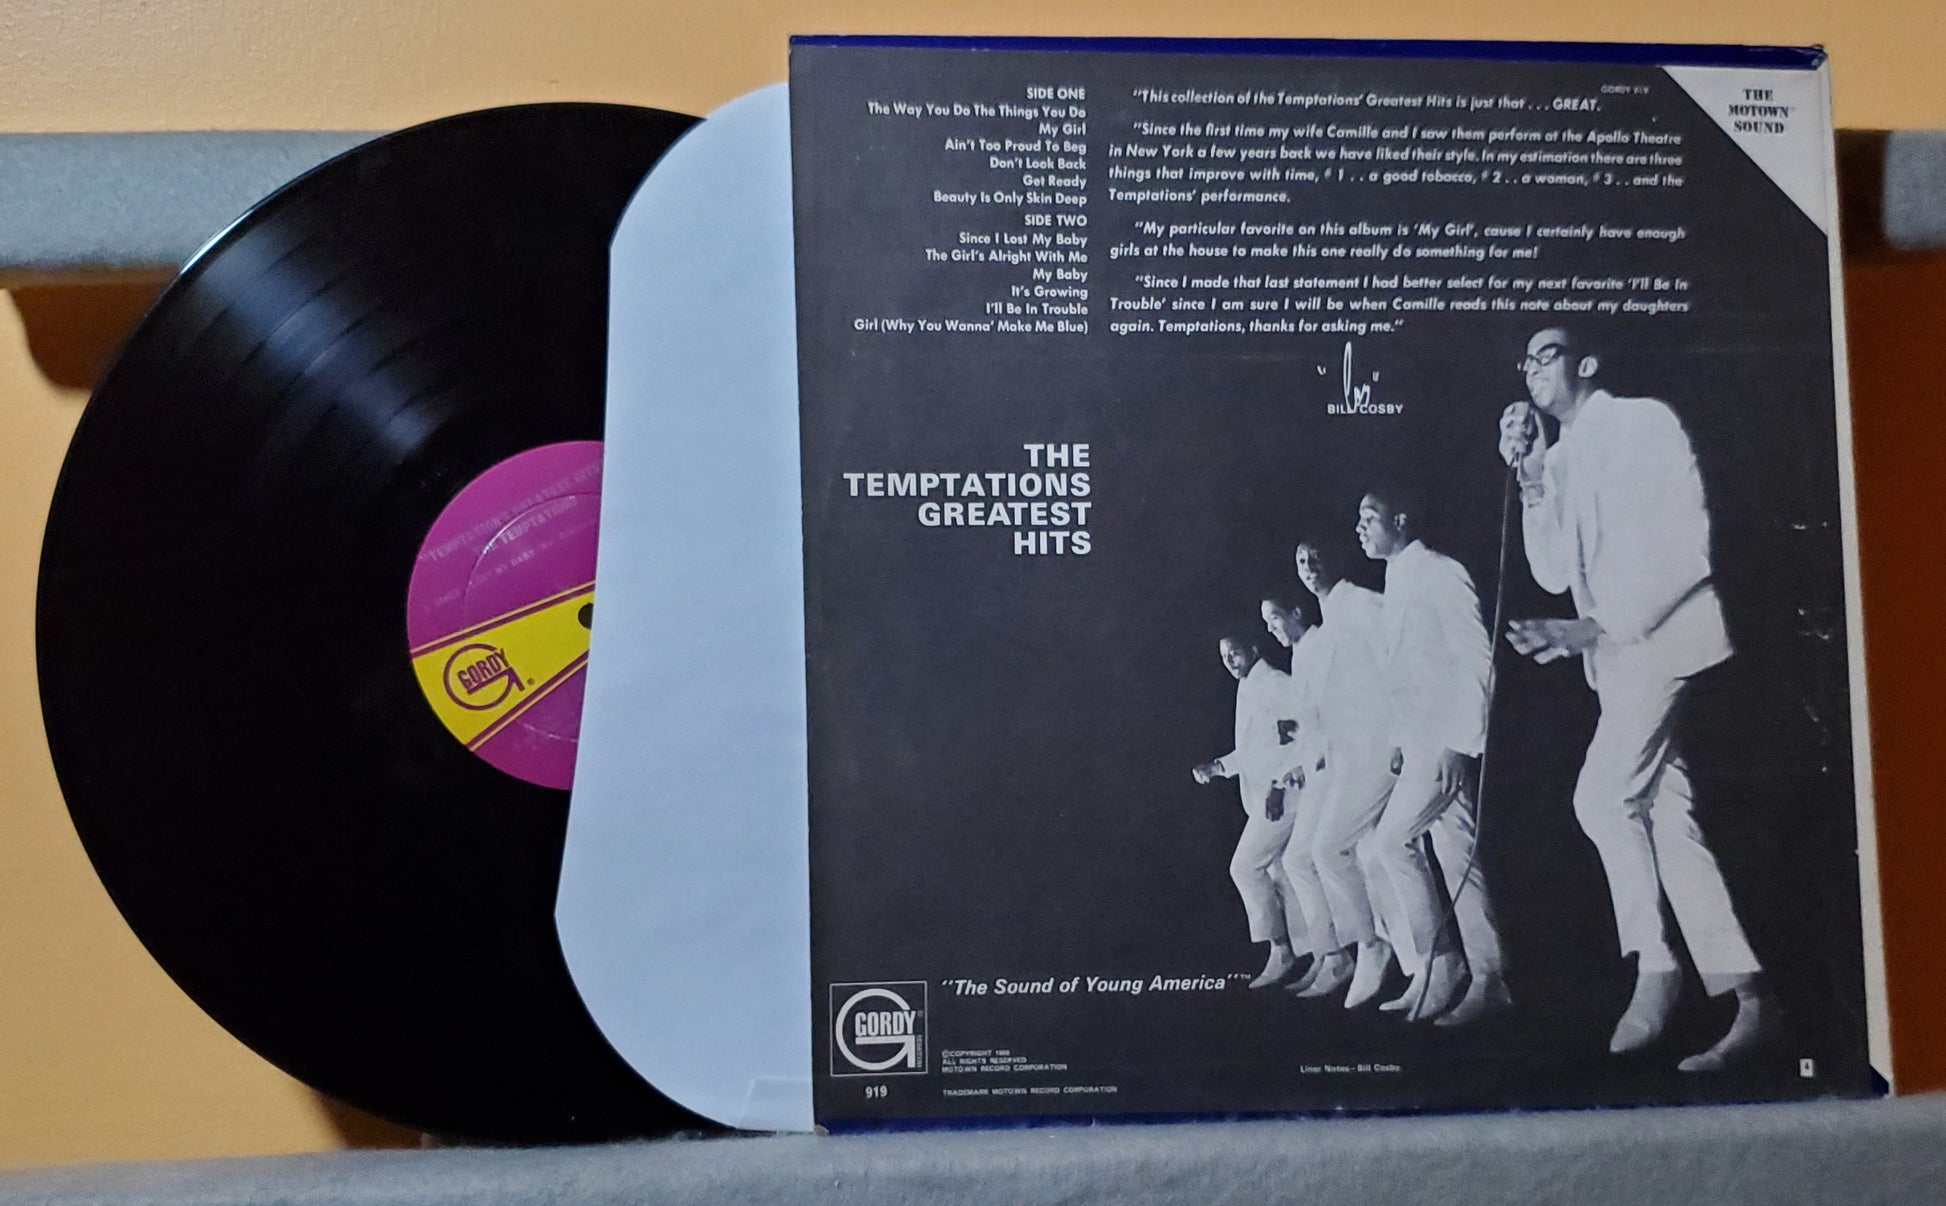 SIDE ONE
The Way You Do The Things You Do
My Girl
Ain't Too Proud To Beg
Don't Look Back
Get Ready
Beauty Is Only Skin Deep
SIDE TWO
Since I Lost My Baby
The Girl's Alright With Me
My Baby
It's Growing
I'll Be In Trouble
Girl (Why You Wanna' Make Me Blue)
GORDY 919
"This collection of the Temptations' Greatest Hits is just that . . . GREAT.
"Since the first time my wife Camille and I saw them perform at the Apollo Theatre
in New York a few years back we have liked their style. In my estimation there are three
things that improve with time, #1 . . a good tobacco, #2 . . a woman, #3 . . and the
Temptations' performance.
"My particular favorite on this album is 'My Girl', cause I certainly have enough
girls at the house to make this one really do something for me!
"Since I made that last statement I had better select for my next favorite 'I'll Be In
Trouble' since I am sure I will be when Camille reads this note about my daughters
again. Temptations, thanks for asking me."
BILL COSBY
THE
MOTOWN
SOUND
THE
TEMPTATIONS
GREATEST
HITS
"TEMPTATIONS GREATEST HITS"
THE TEMPTATIONS
GORDY ®
"The Sound of Young America"™
GORDY
919
©COPYRIGHT 1966
ALL RIGHTS RESERVED
MOTOWN RECORD CORPORATION
TRADEMARK MOTOWN RECORD CORPORATION
Liner Notes - Bill Cosby
4